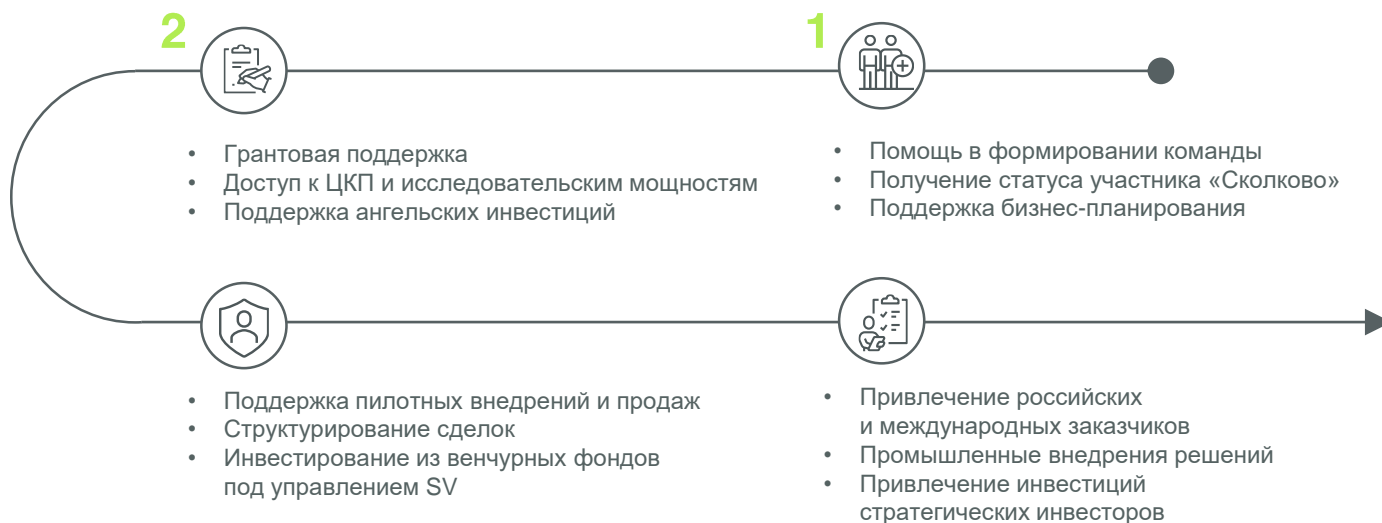 1
• Помощь в формировании команды
• Получение статуса участника «Сколково»
• Поддержка бизнес-планирования
2
• Грантовая поддержка
• Доступ к ЦКП и исследовательским мощностям
• Поддержка ангельских инвестиций
• Поддержка пилотных внедрений и продаж
• Структурирование сделок
• Инвестирование из венчурных фондов
под управлением SV
• Привлечение российских
и международных заказчиков
• Промышленные внедрения решений
• Привлечение инвестиций
стратегических инвесторов